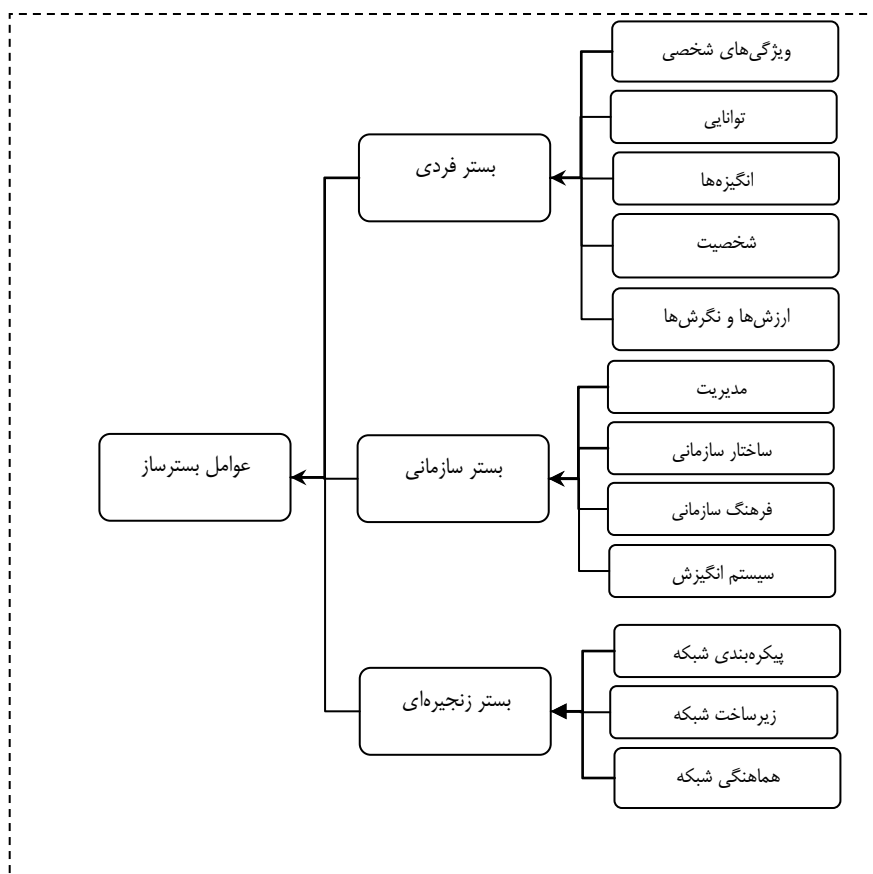 ویژگی‌های شخصی
توانایی
بستر فردی
انگیزه‌ها
شخصیت
ارزش‌ها و نگرش‌ها
مدیریت
ساختار سازمانی
عوامل بسترساز
بستر سازمانی
فرهنگ سازمانی
سیستم انگیزش
پیکره‌بندی شبکه
بستر زنجیره‌ای
زیرساخت شبکه
هماهنگی شبکه